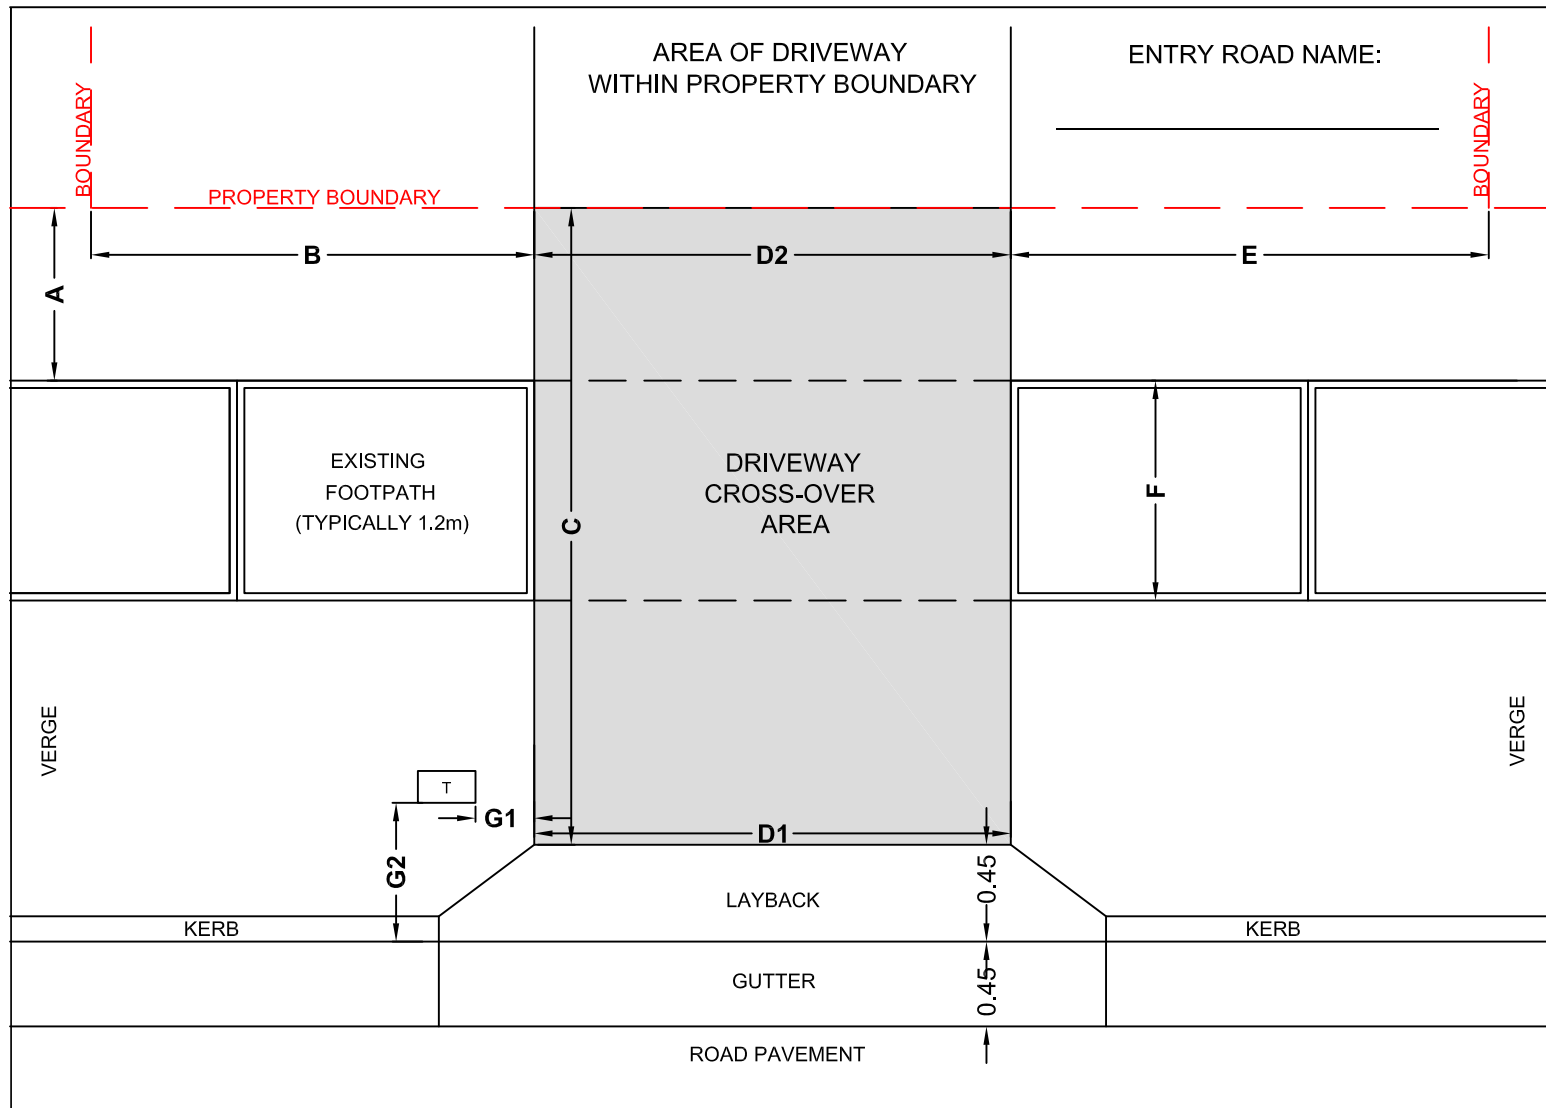 AREA OF DRIVEWAY
WITHIN PROPERTY BOUNDARY
ENTRY ROAD NAME:
BOUNDARY
BOUNDARY
PROPERTY BOUNDARY
B
D2
E
A
EXISTING
FOOTPATH
(TYPICALLY 1.2m)
DRIVEWAY
CROSS-OVER
AREA
F
C
VERGE
VERGE
T
G1
D1
G2
0.45
LAYBACK
KERB
KERB
GUTTER
0.45
ROAD PAVEMENT